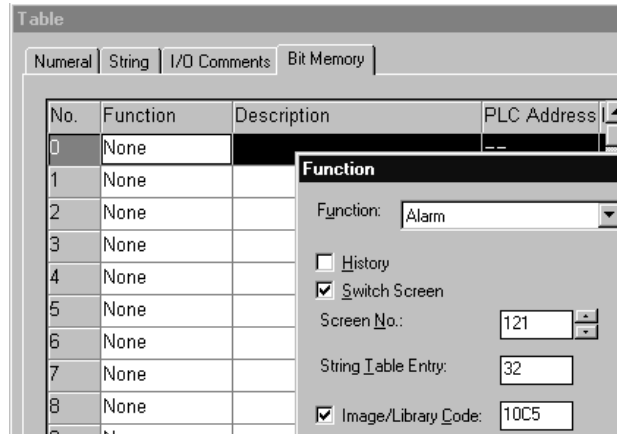 Table
Numeral String I/O Comments Bit Memory
No. Function Description PLC Address
0 None --
1 None
2 None
3 None
4 None
5 None
6 None
7 None
8 None
Function
Function: Alarm
History
Switch Screen
Screen No.: 121
String Table Entry: 32
Image/Library Code: 10C5